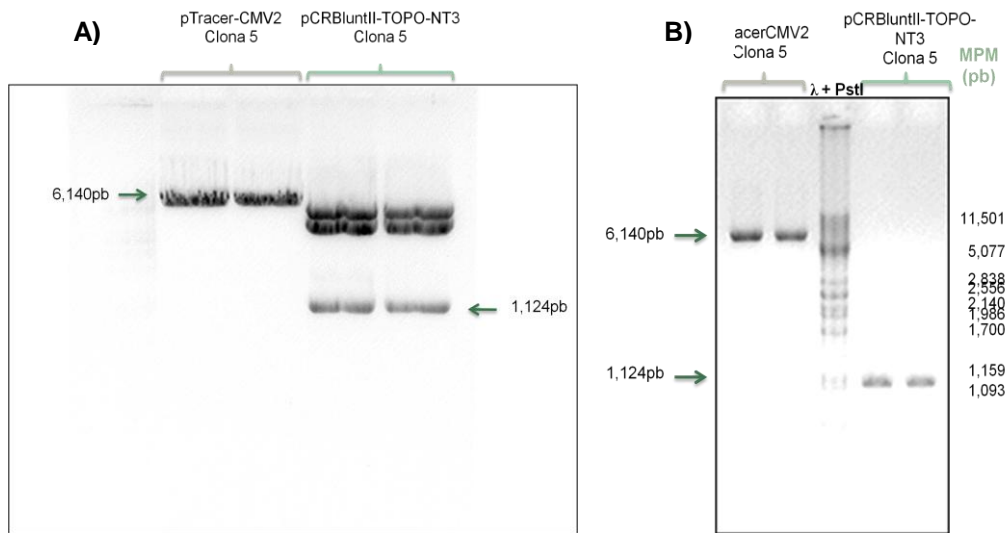 A)
pTracer-CMV2
Clona 5
pCRBluntII-TOPO-NT3
Clona 5
6,140pb
1,124pb
B)
acerCMV2
Clona 5
pCRBluntII-TOPO-
NT3
Clona 5
MPM
(pb)
λ + PstI
6,140pb
1,124pb
11,501
5,077
2,838
2,556
2,140
1,986
1,700
1,159
1,093